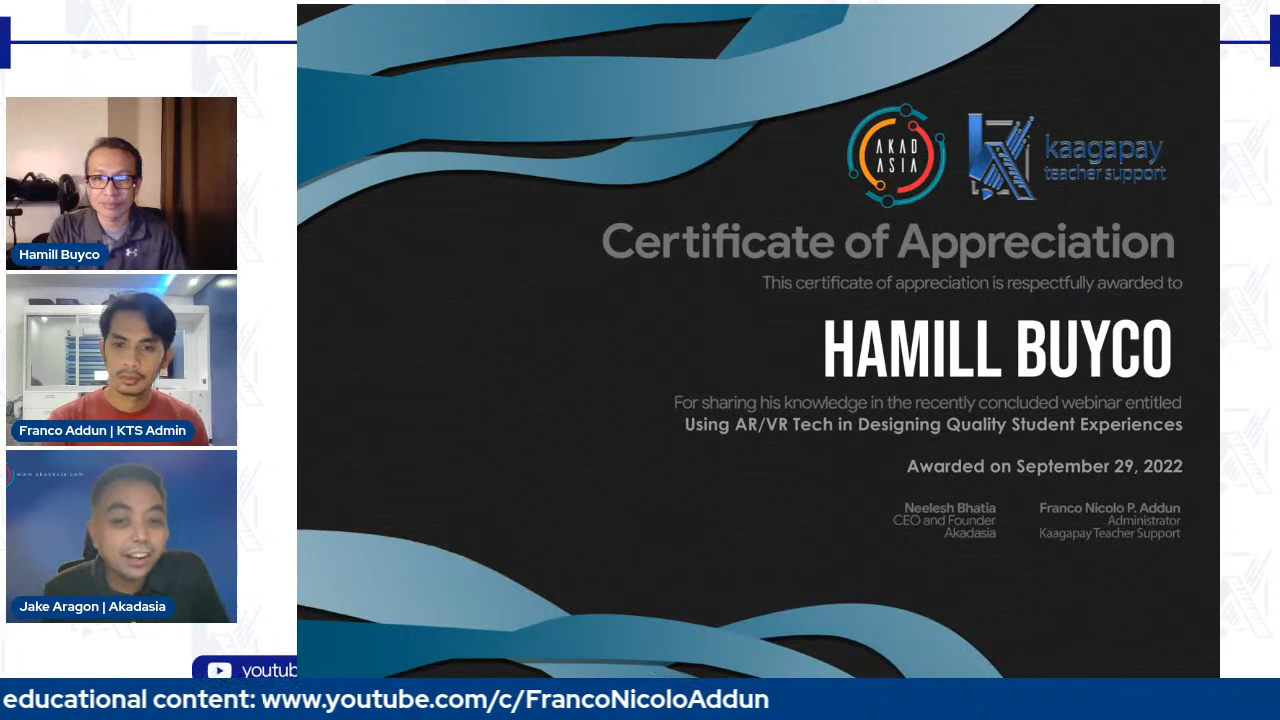 Hamill Buyco
Franco Addun | KTS Admin
www.akadasia.com
Jake Aragon | Akadasia
AKAD
ASIA
kaagapay
teacher support
Certificate of Appreciation
This certificate of appreciation is respectfully awarded to
HAMILL BUYCO
For sharing his knowledge in the recently concluded webinar entitled
Using AR/VR Tech in Designing Quality Student Experiences
Awarded on September 29, 2022
Neelesh Bhatia
CEO and Founder
Akadasia
Franco Nicolo P. Addun
Administrator
Kaagapay Teacher Support
youtub
educational content: www.youtube.com/c/FrancoNicoloAddun